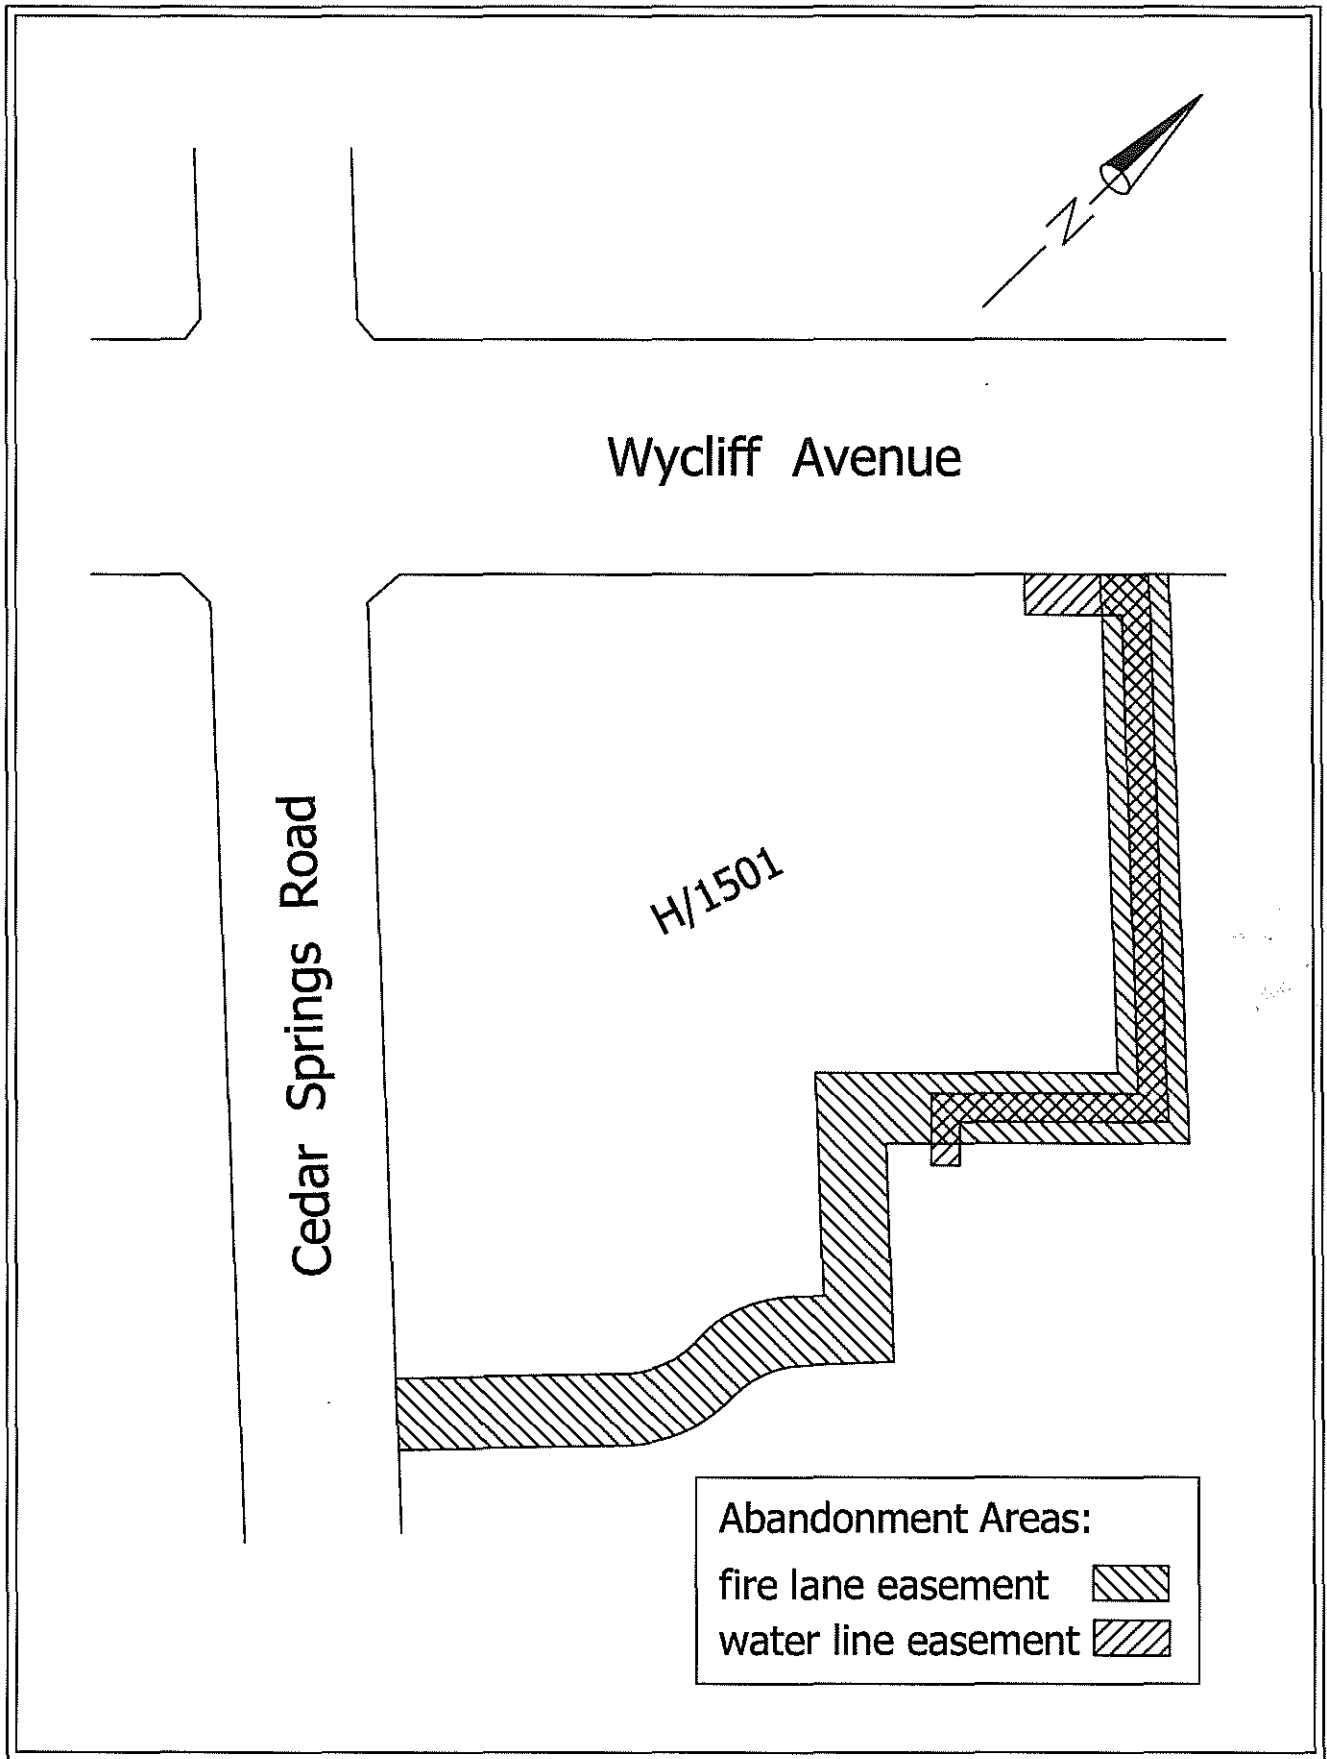 N
Wycliff Avenue
Cedar Springs Road
H/1501
Abandonment Areas:
fire lane easement
water line easement